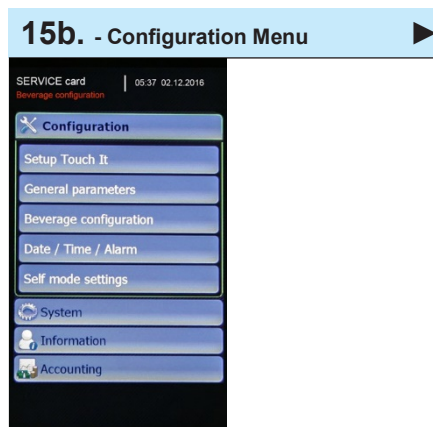 15b. - Configuration Menu
SERVICE card | 05:37 02.12.2016
Beverage configuration
Configuration
Setup Touch It
General parameters
Beverage configuration
Date / Time / Alarm
Self mode settings
System
Information
Accounting